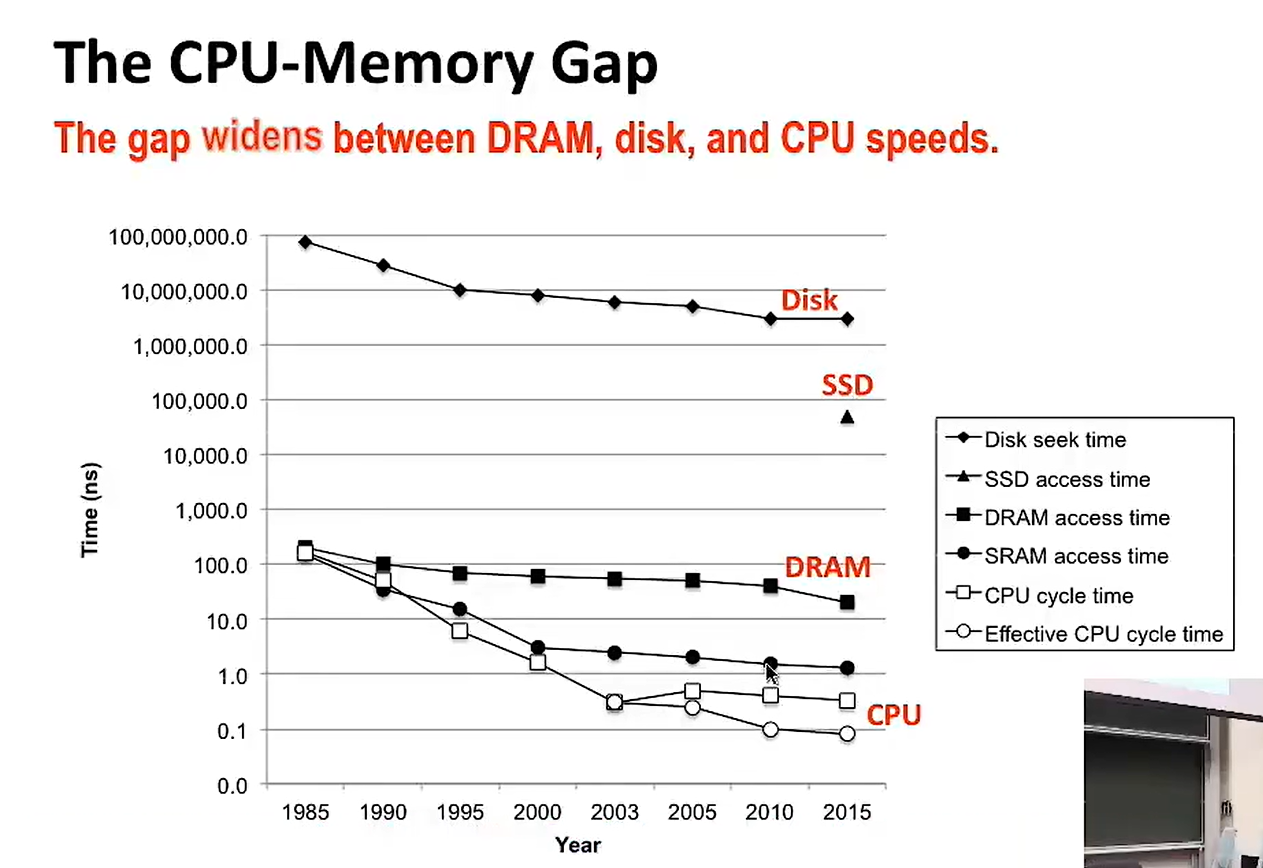 The CPU-Memory Gap
The gap widens between DRAM, disk, and CPU speeds.
100,000,000.0
10,000,000.0
1,000,000.0
100,000.0
10,000.0
1,000.0
100.0
10.0
1.0
0.1
0.0
Time (ns)
Disk
SSD
DRAM
CPU
1985 1990 1995 2000 2003 2005 2010 2015
Year
Disk seek time
SSD access time
DRAM access time
SRAM access time
CPU cycle time
Effective CPU cycle time